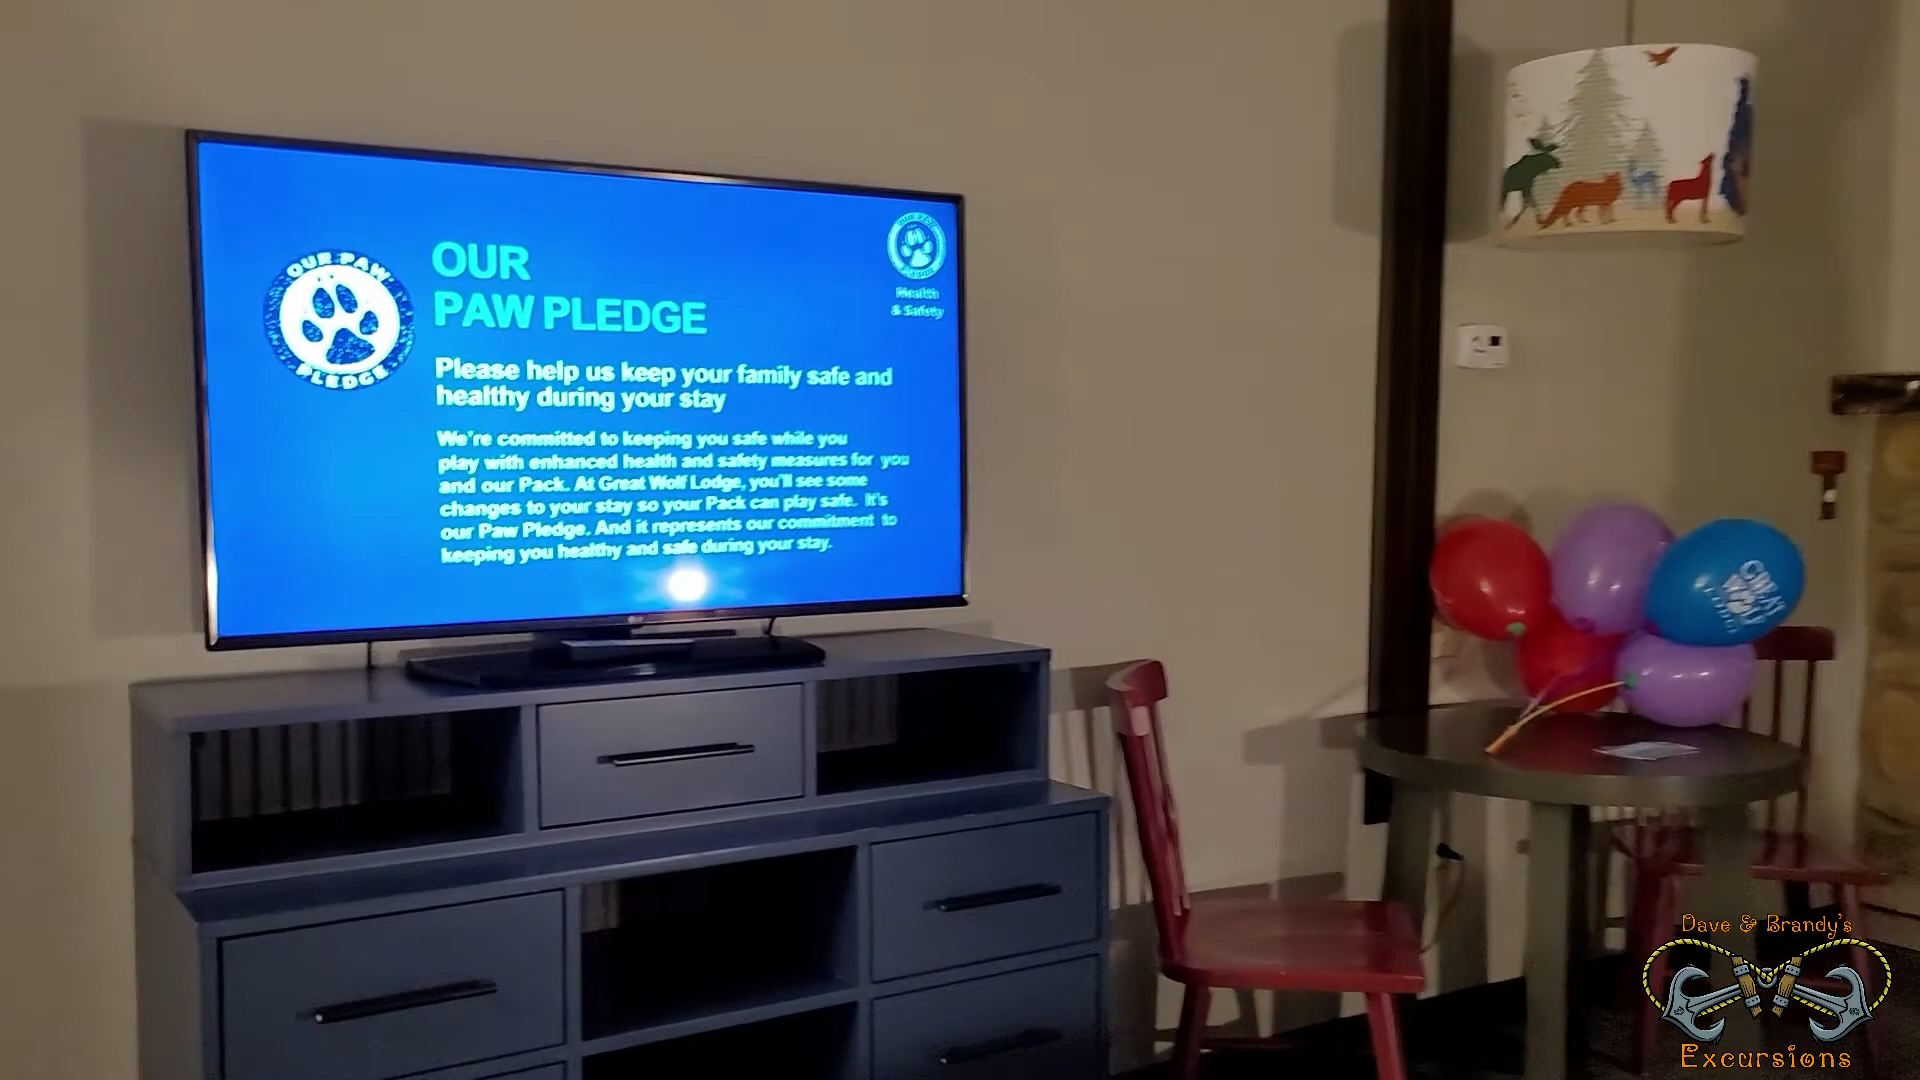 OUR PAW
PLEDGE
OUR
PAW PLEDGE
Health
& Safety
Please help us keep your family safe and
healthy during your stay
We're committed to keeping you safe while you
play with enhanced health and safety measures for you
and our Pack. At Great Wolf Lodge, you'll see some
changes to your stay so your Pack can play safe. It's
our Paw Pledge. And it represents our commitment to
keeping you healthy and safe during your stay.
GREAT
WOLF
LODGE
Dave & Brandy's
Excursions